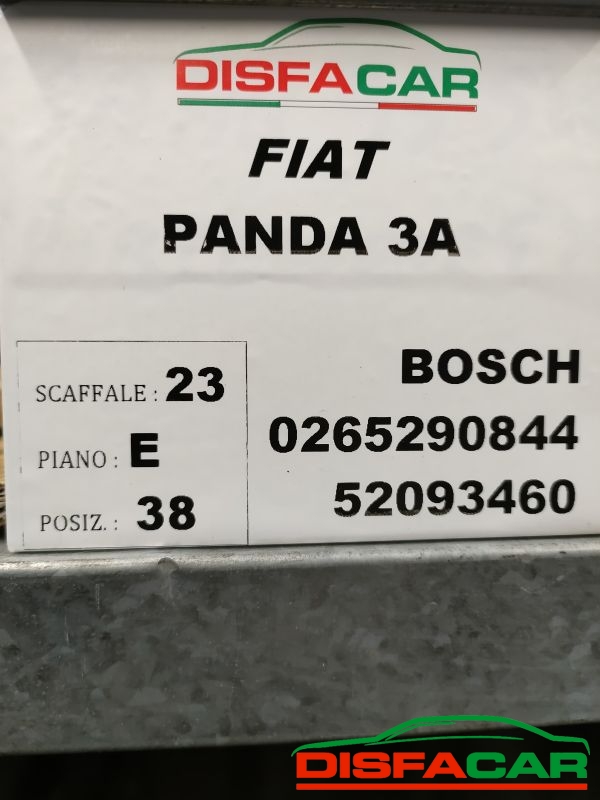 DISFACAR
FIAT
PANDA 3A
SCAFFALE : 23
PIANO : E
POSIZ. : 38
BOSCH
0265290844
52093460
DISFACAR